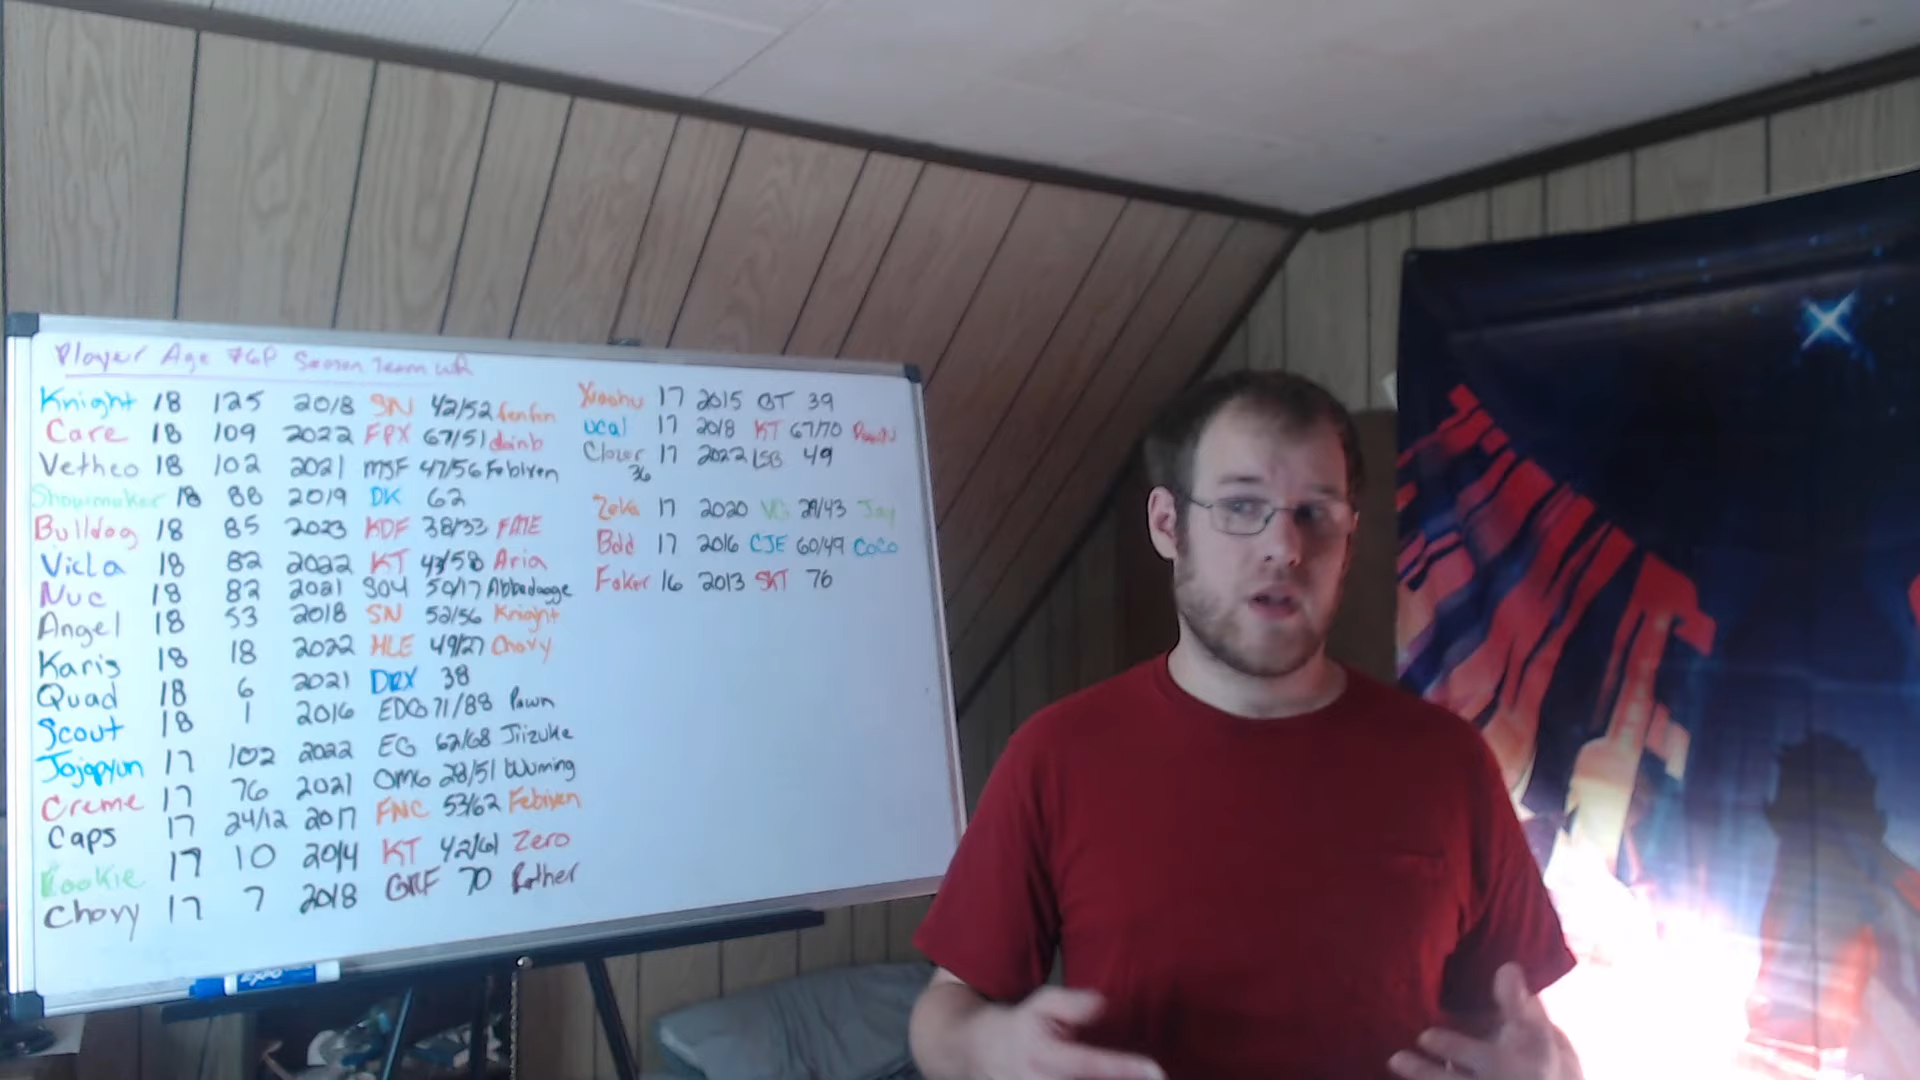 Player Age #GP Season Team WR
Knight 18 125 2018 SN 42/52 fenfen
Care 18 109 2022 FPX 67/51 doinb
Vetheo 18 102 2021 MSF 47/56 Febiven
Showmaker 18 88 2019 DK 62
Bulldog 18 85 2023 KDF 38/33 FATE
Vicla 18 82 2022 KT 43/58 Aria
Nuc 18 82 2021 S04 50/17 Abbedagge
Angel 18 53 2018 SN 52/56 Knight
Karis 18 18 2022 HLE 49/27 Chovy
Quad 18 6 2021 DRX 38
Scout 18 1 2016 EDG 71/88 Pawn
Jojopyun 17 102 2022 EG 62/68 Jiizuke
Creme 17 76 2021 OMG 28/51 Wuming
Caps 17 24/12 2017 FNC 53/62 Febiven
Rookie 17 10 2014 KT 42/61 Zero
Chovy 17 7 2018 GRF 70 Rather
Xiaohu 17 2015 GT 39
Ucal 17 2018 KT 67/70
Clozer 17 2022 LSB 49
36
Zeka 17 2020 VG 29/43 Jay
Bdd 17 2016 CJE 60/49 CoCo
Faker 16 2013 SKT 76
EXPO